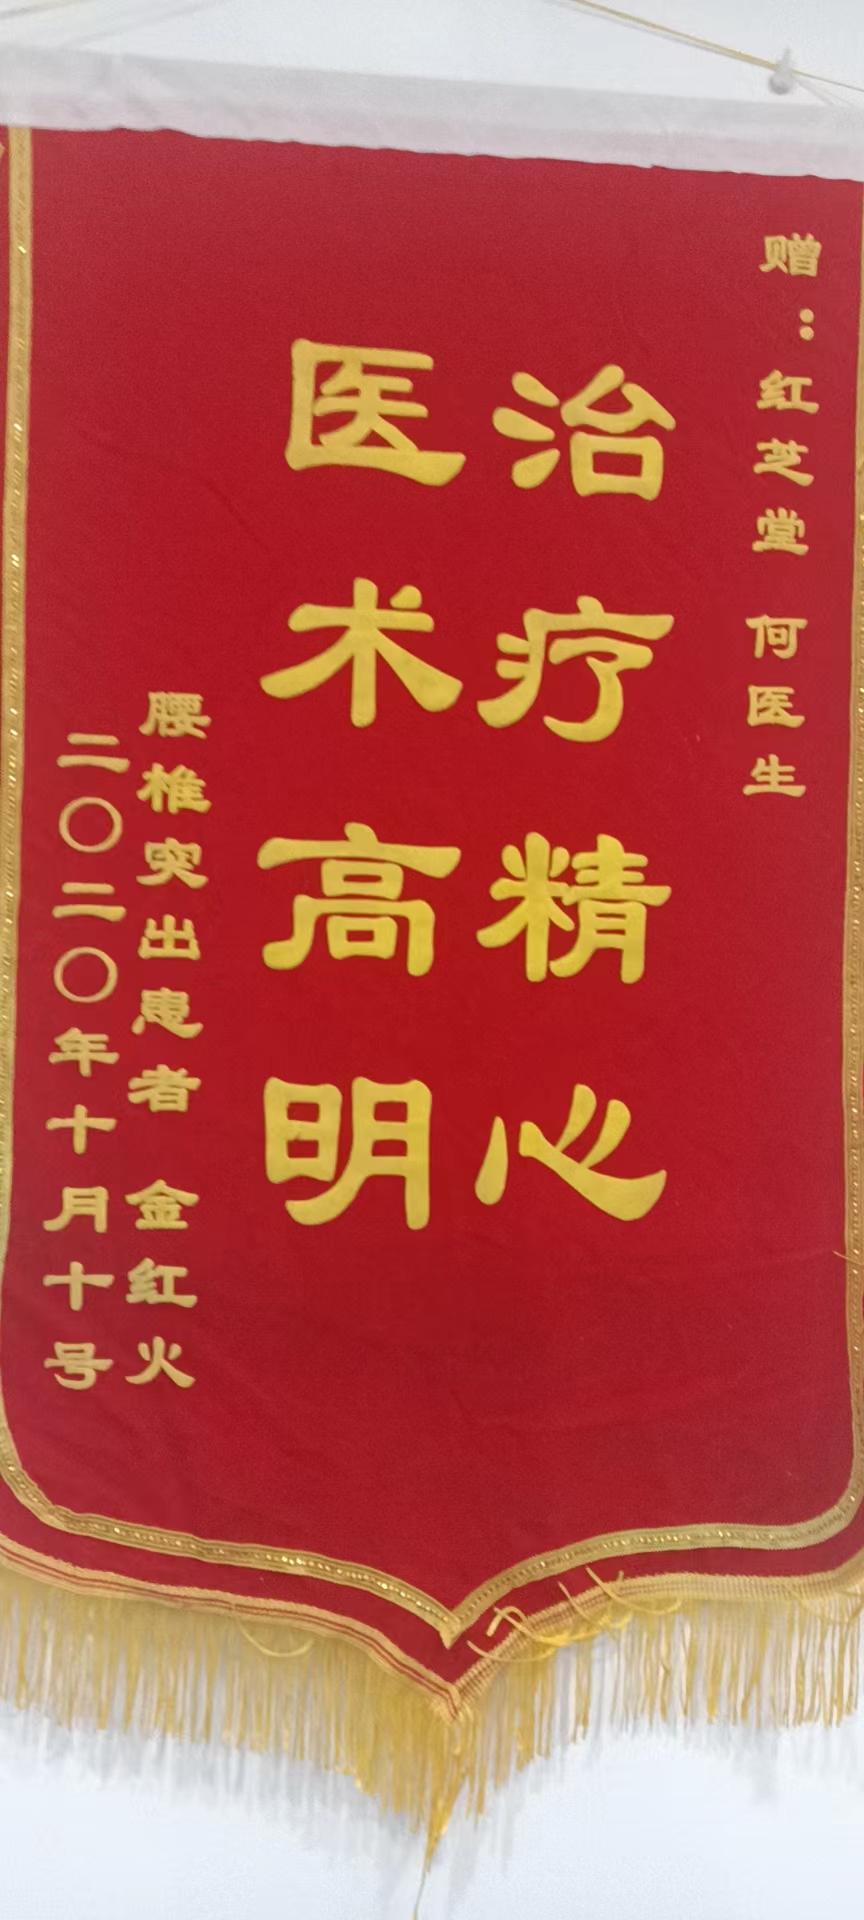 赠：红芝堂 何医生
治疗精心
医术高明
腰椎突出患者 金红火
二〇二〇年十月十号